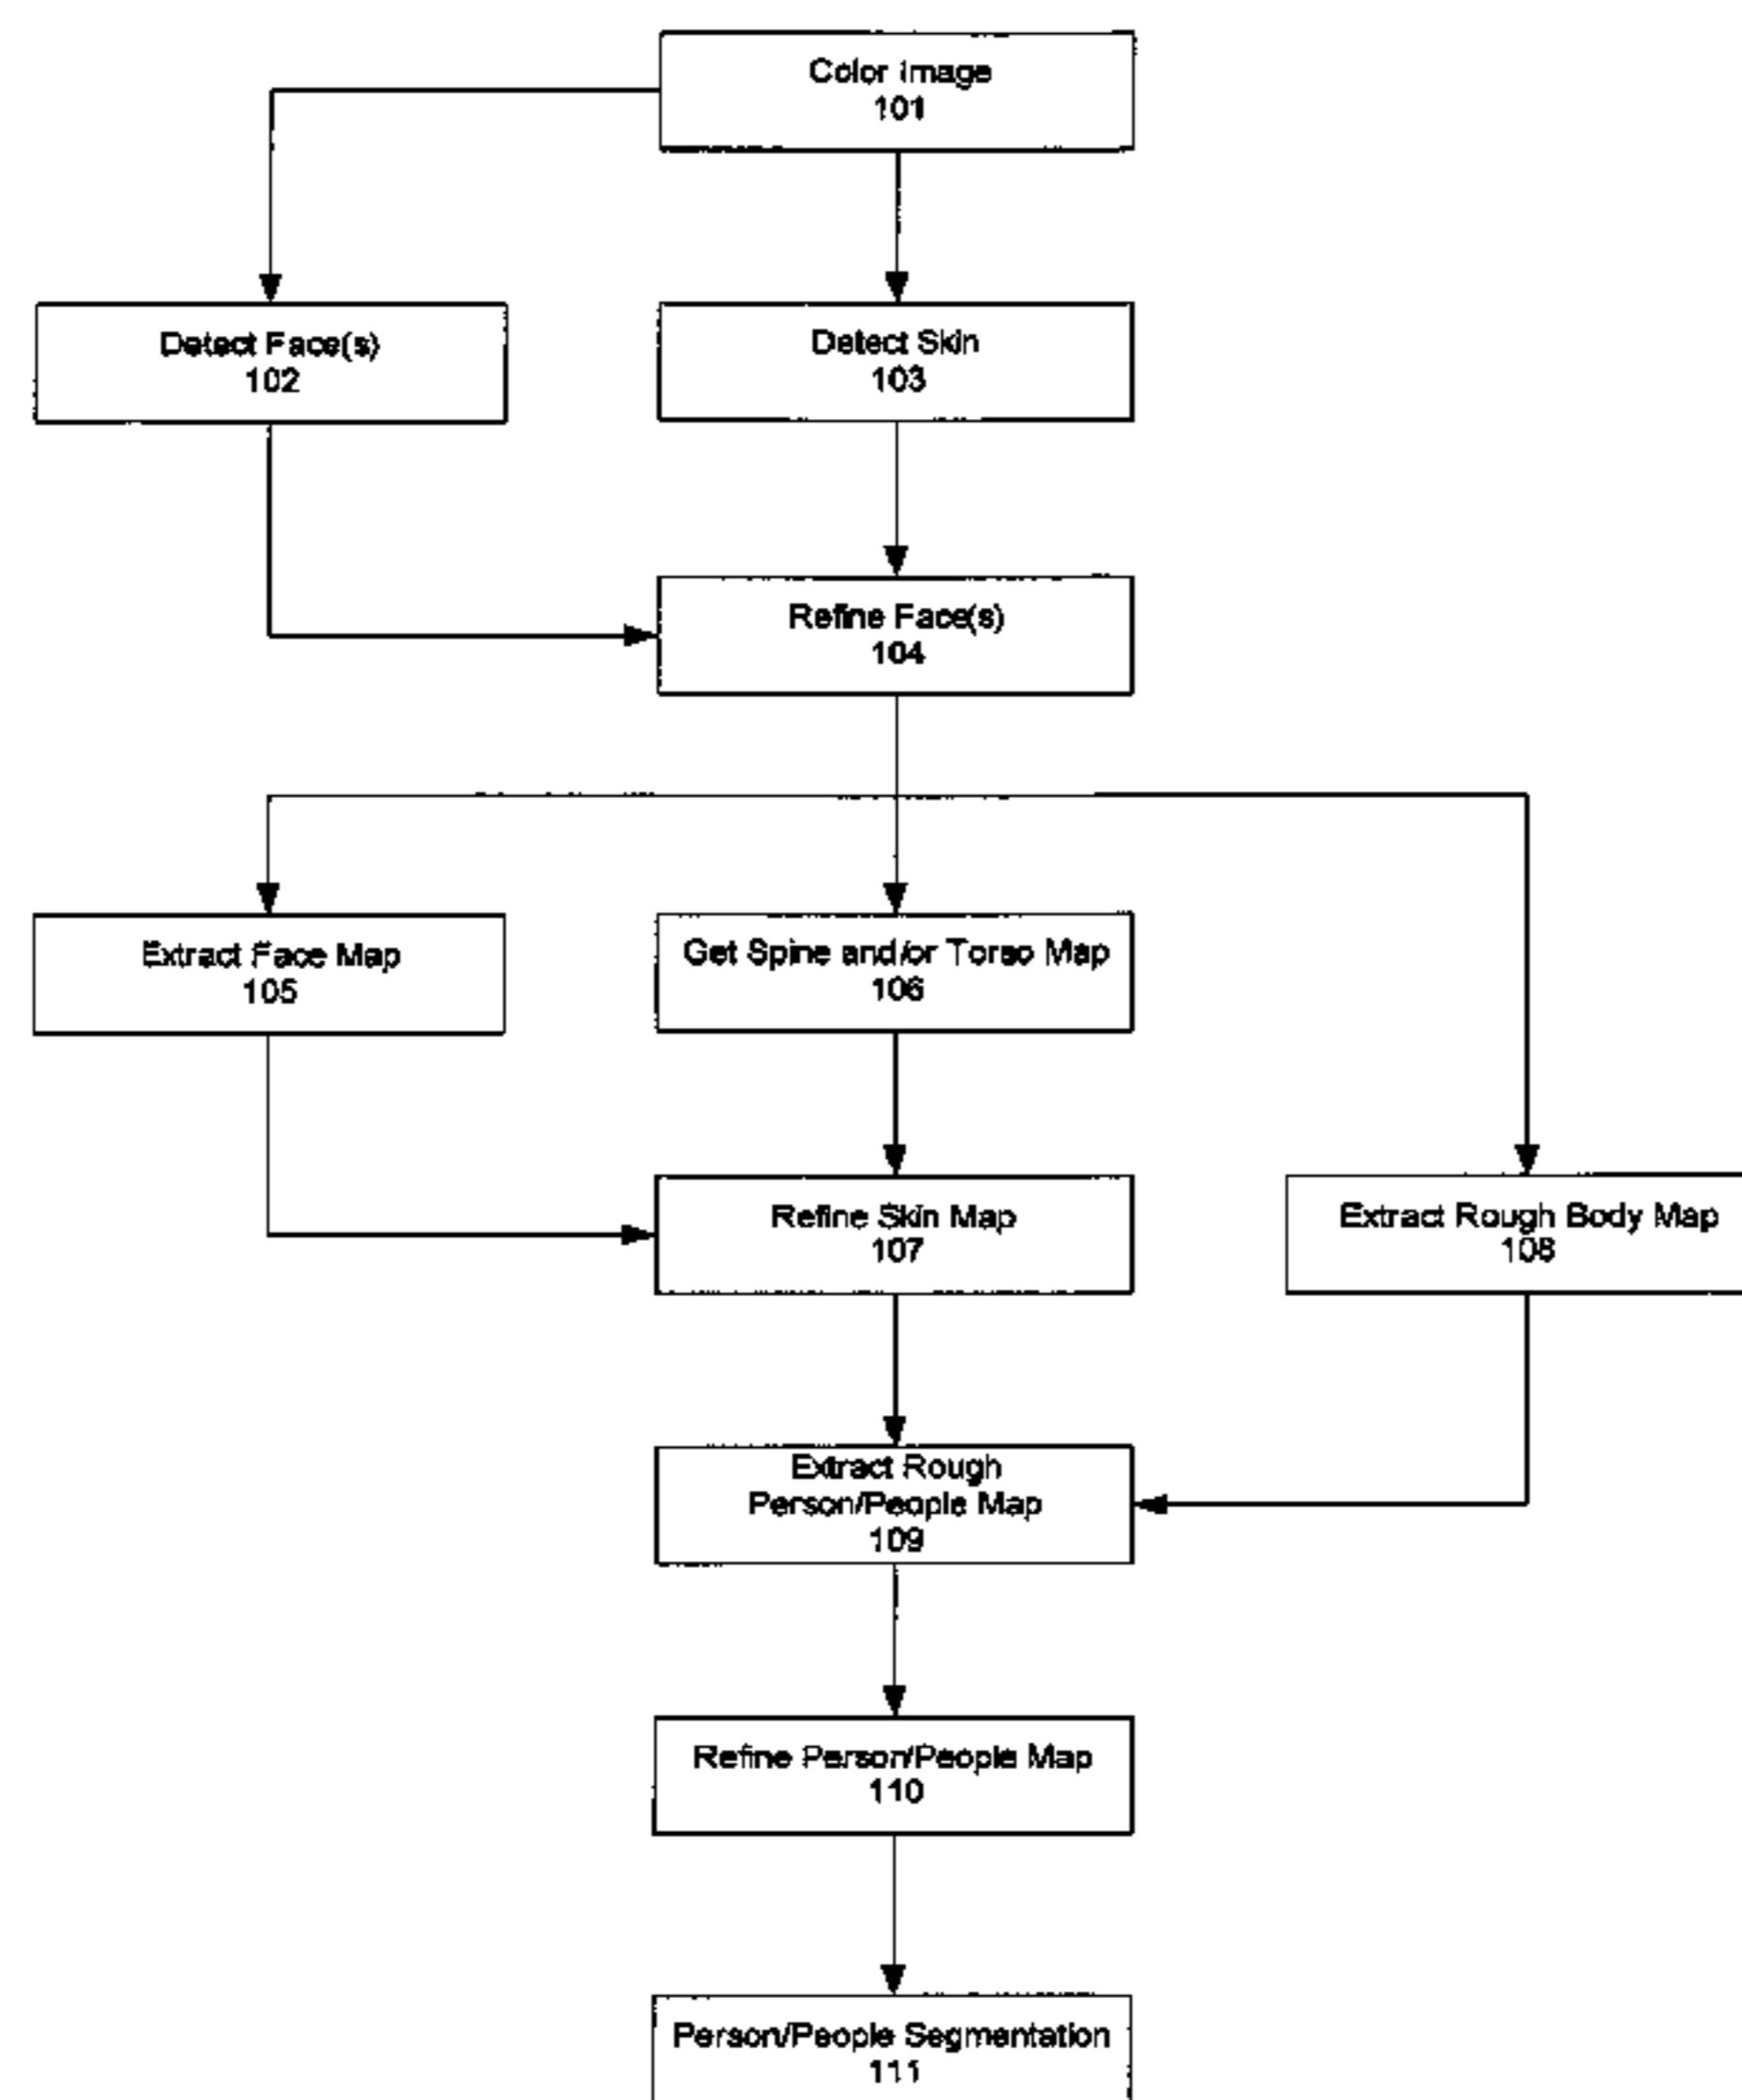 Color Image
101
Detect Face(s)
102
Detect Skin
103
Refine Face(s)
104
Extract Face Map
105
Get Spine and/or Torso Map
106
Refine Skin Map
107
Extract Rough Body Map
108
Extract Rough
Person/People Map
109
Refine Person/People Map
110
Person/People Segmentation
111